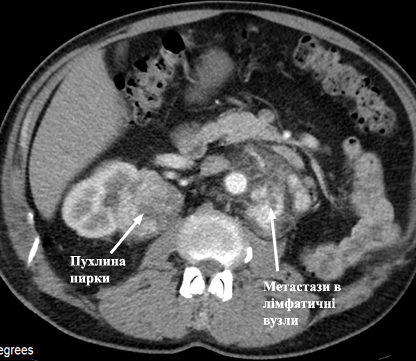 Пухлина
нирки
Метастази в
лімфатичні
вузли
egrees